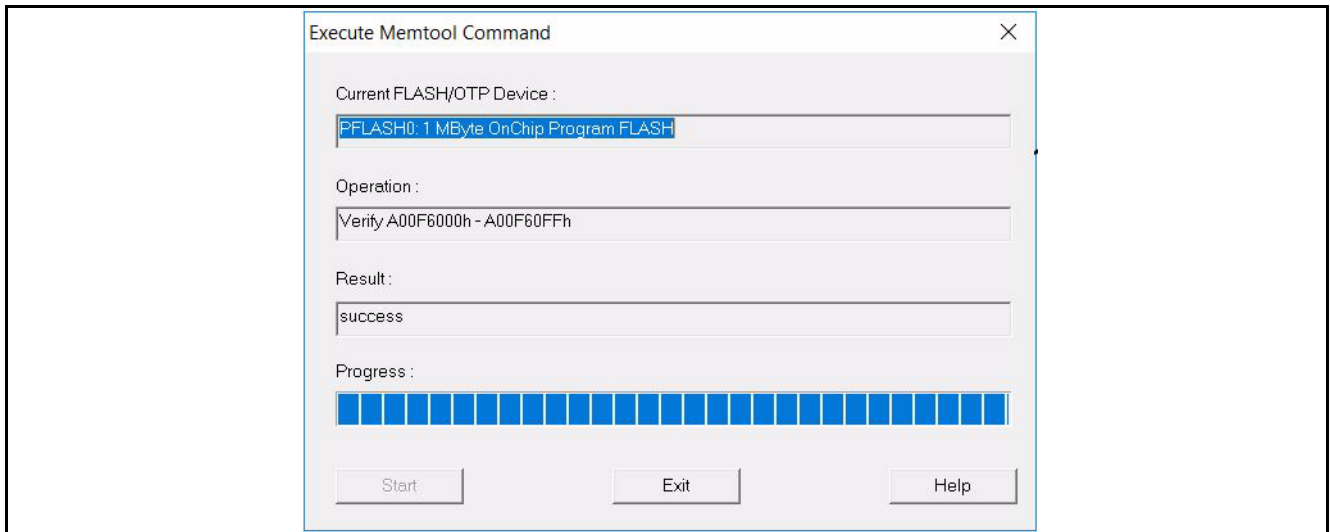 Execute Memtool Command
Current FLASH/OTP Device :
PFLASH0: 1 MByte OnChip Program FLASH
Operation :
Verify A00F6000h - A00F60FFh
Result :
success
Progress :
Start Exit Help